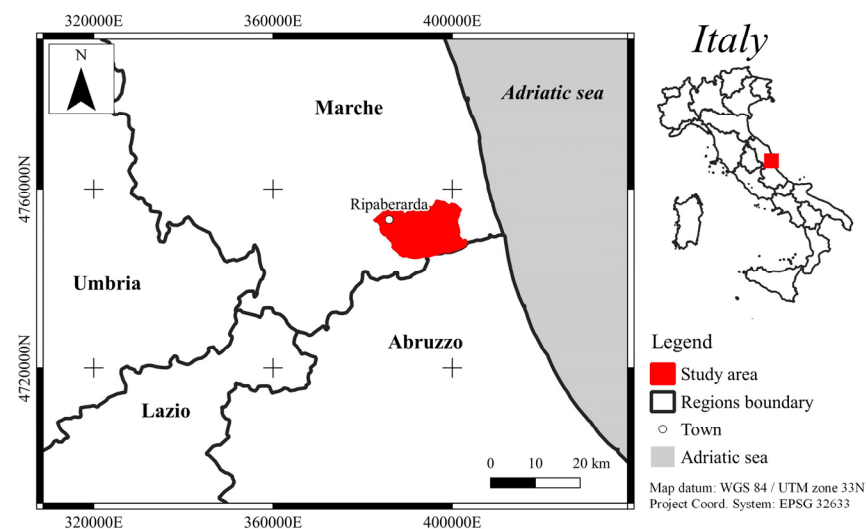 320000E 360000E 400000E
Italy
N
Marche
Adriatic sea
4760000N
4760000N
Ripaberarda
Umbria
Abruzzo
4720000N
4720000N
Lazio
0 10 20 km
320000E 360000E 400000E
Legend
Study area
Regions boundary
Town
Adriatic sea
Map datum: WGS 84 / UTM zone 33N
Project Coord. System: EPSG 32633